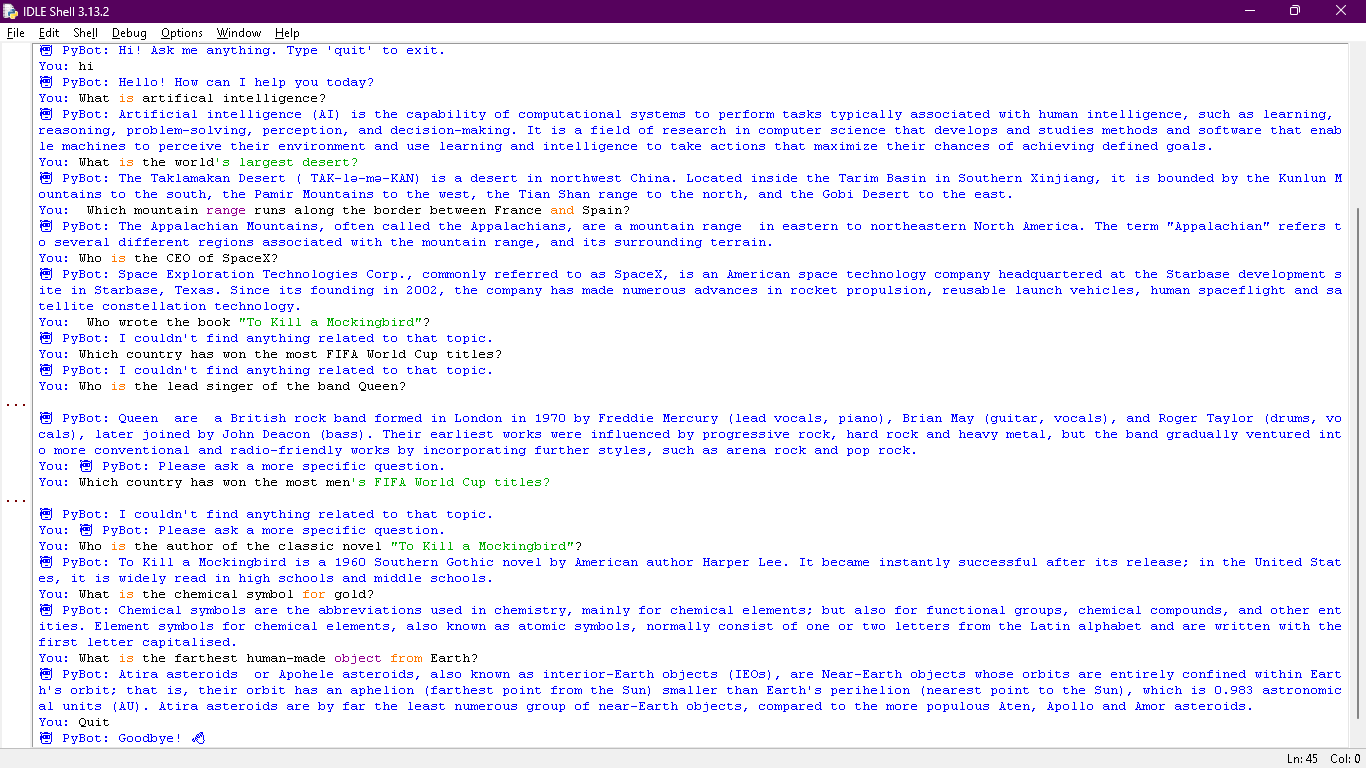 IDLE Shell 3.13.2
File Edit Shell Debug Options Window Help
PyBot: Hi! Ask me anything. Type 'quit' to exit.
You: hi
PyBot: Hello! How can I help you today?
You: What is artifical intelligence?
PyBot: Artificial intelligence (AI) is the capability of computational systems to perform tasks typically associated with human intelligence, such as learning,
reasoning, problem-solving, perception, and decision-making. It is a field of research in computer science that develops and studies methods and software that enab
le machines to perceive their environment and use learning and intelligence to take actions that maximize their chances of achieving defined goals.
You: What is the world's largest desert?
PyBot: The Taklamakan Desert ( TAK-lə-mə-KAN) is a desert in northwest China. Located inside the Tarim Basin in Southern Xinjiang, it is bounded by the Kunlun M
ountains to the south, the Pamir Mountains to the west, the Tian Shan range to the north, and the Gobi Desert to the east.
You:  Which mountain range runs along the border between France and Spain?
PyBot: The Appalachian Mountains, often called the Appalachians, are a mountain range  in eastern to northeastern North America. The term "Appalachian" refers t
o several different regions associated with the mountain range, and its surrounding terrain.
You: Who is the CEO of SpaceX?
PyBot: Space Exploration Technologies Corp., commonly referred to as SpaceX, is an American space technology company headquartered at the Starbase development s
ite in Starbase, Texas. Since its founding in 2002, the company has made numerous advances in rocket propulsion, reusable launch vehicles, human spaceflight and sa
tellite constellation technology.
You:  Who wrote the book "To Kill a Mockingbird"?
PyBot: I couldn't find anything related to that topic.
You: Which country has won the most FIFA World Cup titles?
PyBot: I couldn't find anything related to that topic.
You: Who is the lead singer of the band Queen?
...
PyBot: Queen  are  a British rock band formed in London in 1970 by Freddie Mercury (lead vocals, piano), Brian May (guitar, vocals), and Roger Taylor (drums, vo
cals), later joined by John Deacon (bass). Their earliest works were influenced by progressive rock, hard rock and heavy metal, but the band gradually ventured int
o more conventional and radio-friendly works by incorporating further styles, such as arena rock and pop rock.
You: PyBot: Please ask a more specific question.
You: Which country has won the most men's FIFA World Cup titles?
...
PyBot: I couldn't find anything related to that topic.
You: PyBot: Please ask a more specific question.
You: Who is the author of the classic novel "To Kill a Mockingbird"?
PyBot: To Kill a Mockingbird is a 1960 Southern Gothic novel by American author Harper Lee. It became instantly successful after its release; in the United Stat
es, it is widely read in high schools and middle schools.
You: What is the chemical symbol for gold?
PyBot: Chemical symbols are the abbreviations used in chemistry, mainly for chemical elements; but also for functional groups, chemical compounds, and other ent
ities. Element symbols for chemical elements, also known as atomic symbols, normally consist of one or two letters from the Latin alphabet and are written with the
first letter capitalised.
You: What is the farthest human-made object from Earth?
PyBot: Atira asteroids  or Apohele asteroids, also known as interior-Earth objects (IEOs), are Near-Earth objects whose orbits are entirely confined within Eart
h's orbit; that is, their orbit has an aphelion (farthest point from the Sun) smaller than Earth's perihelion (nearest point to the Sun), which is 0.983 astronomic
al units (AU). Atira asteroids are by far the least numerous group of near-Earth objects, compared to the more populous Aten, Apollo and Amor asteroids.
You: Quit
PyBot: Goodbye!
Ln: 45 Col: 0